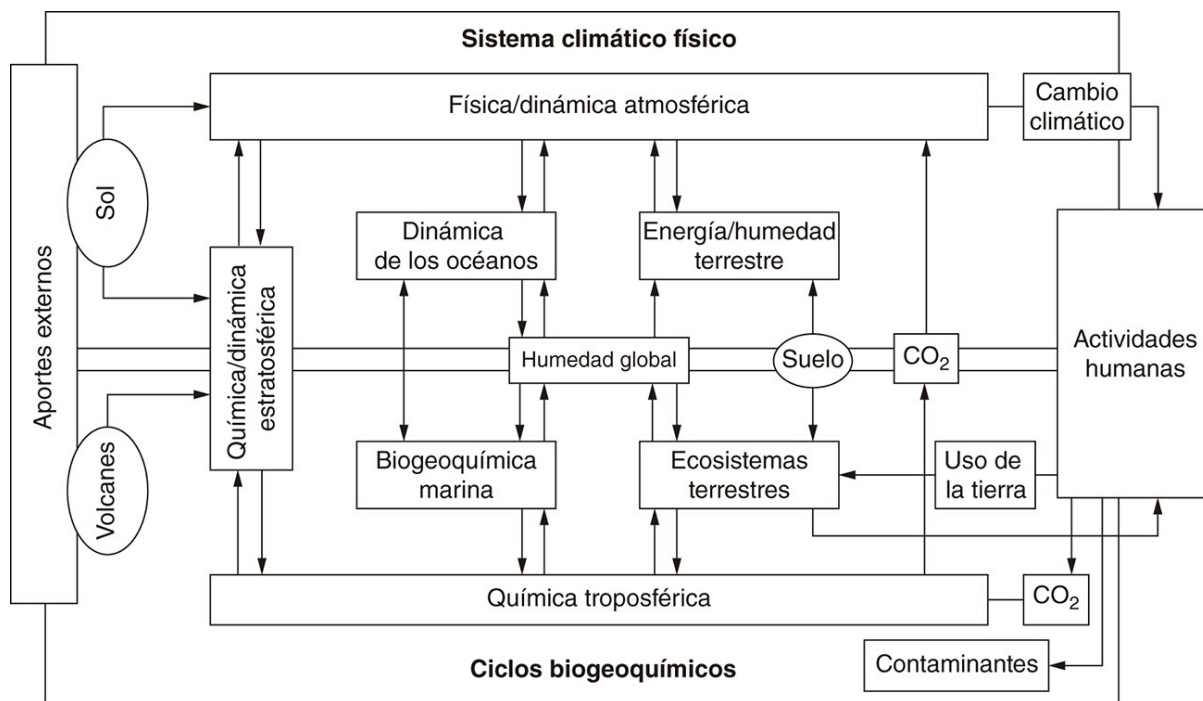 Sistema climático físico
Aportes externos
Sol
Volcanes
Física/dinámica atmosférica
Cambio
climático
Química/dinámica
estratosférica
Dinámica
de los océanos
Energía/humedad
terrestre
Humedad global
Suelo
CO₂
Actividades
humanas
Biogeoquímica
marina
Ecosistemas
terrestres
Uso de
la tierra
Química troposférica
CO₂
Contaminantes
Ciclos biogeoquímicos